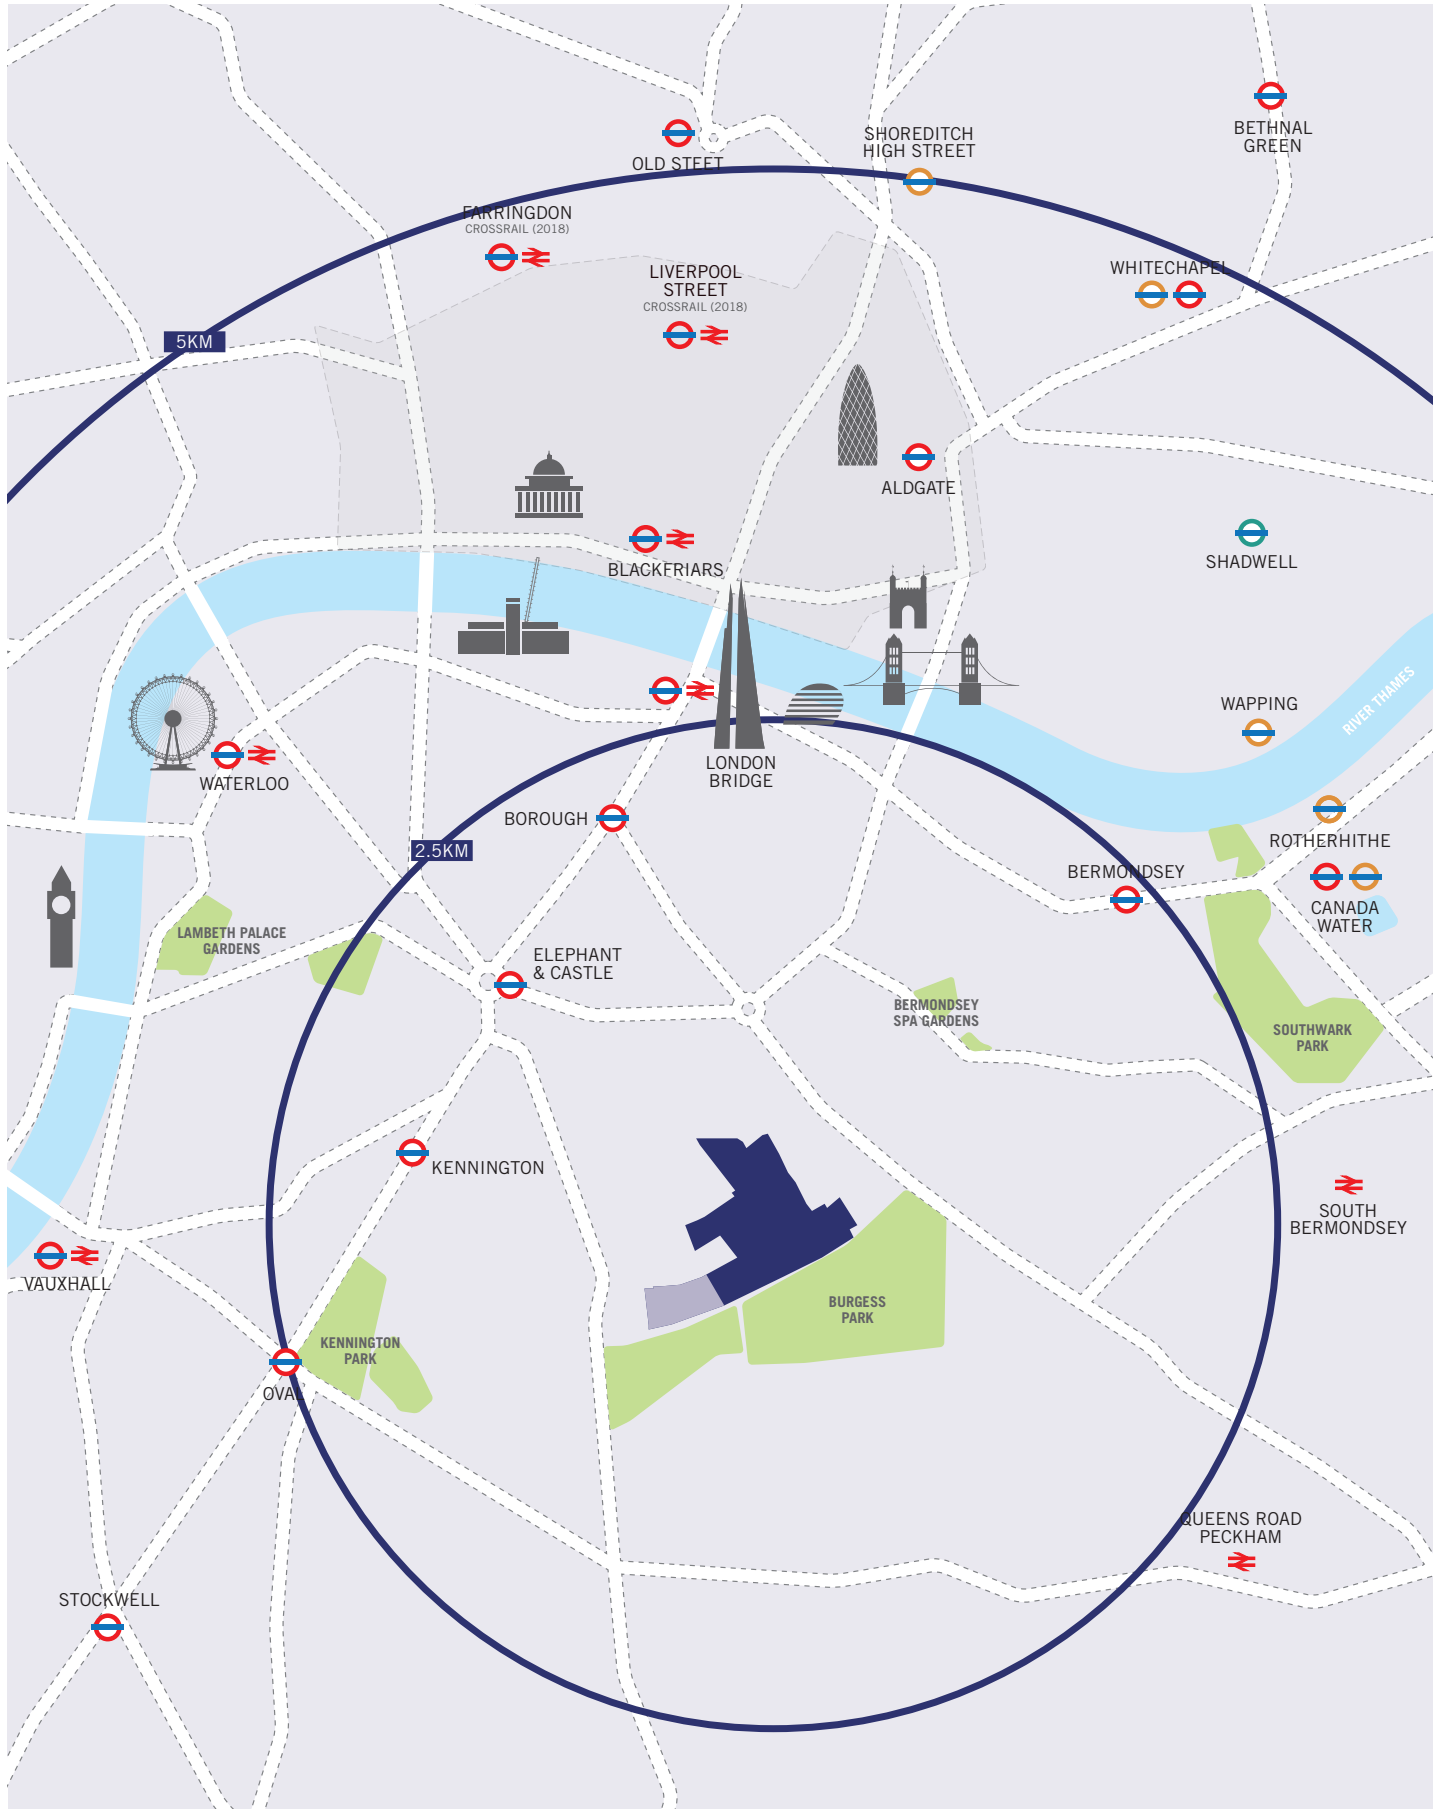 BETHNAL
GREEN
SHOREDITCH
HIGH STREET
OLD STEET
FARRINGDON
CROSSRAIL (2018)
LIVERPOOL
STREET
CROSSRAIL (2018)
WHITECHAPEL
5KM
ALDGATE
BLACKFRIARS
SHADWELL
WAPPING
RIVER THAMES
WATERLOO
LONDON
BRIDGE
BOROUGH
ROTHERHITHE
2.5KM
BERMONDSEY
CANADA
WATER
LAMBETH PALACE
GARDENS
ELEPHANT
& CASTLE
BERMONDSEY
SPA GARDENS
SOUTHWARK
PARK
KENNINGTON
SOUTH
BERMONDSEY
VAUXHALL
BURGESS
PARK
KENNINGTON
PARK
OVAL
QUEENS ROAD
PECKHAM
STOCKWELL